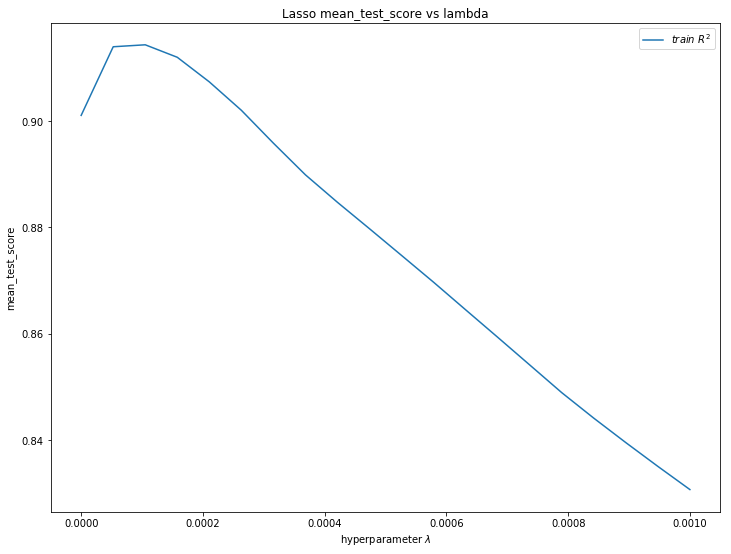 Lasso mean_test_score vs lambda
train R²
0.90
0.88
0.86
0.84
mean_test_score
0.0000 0.0002 0.0004 0.0006 0.0008 0.0010
hyperparameter λ